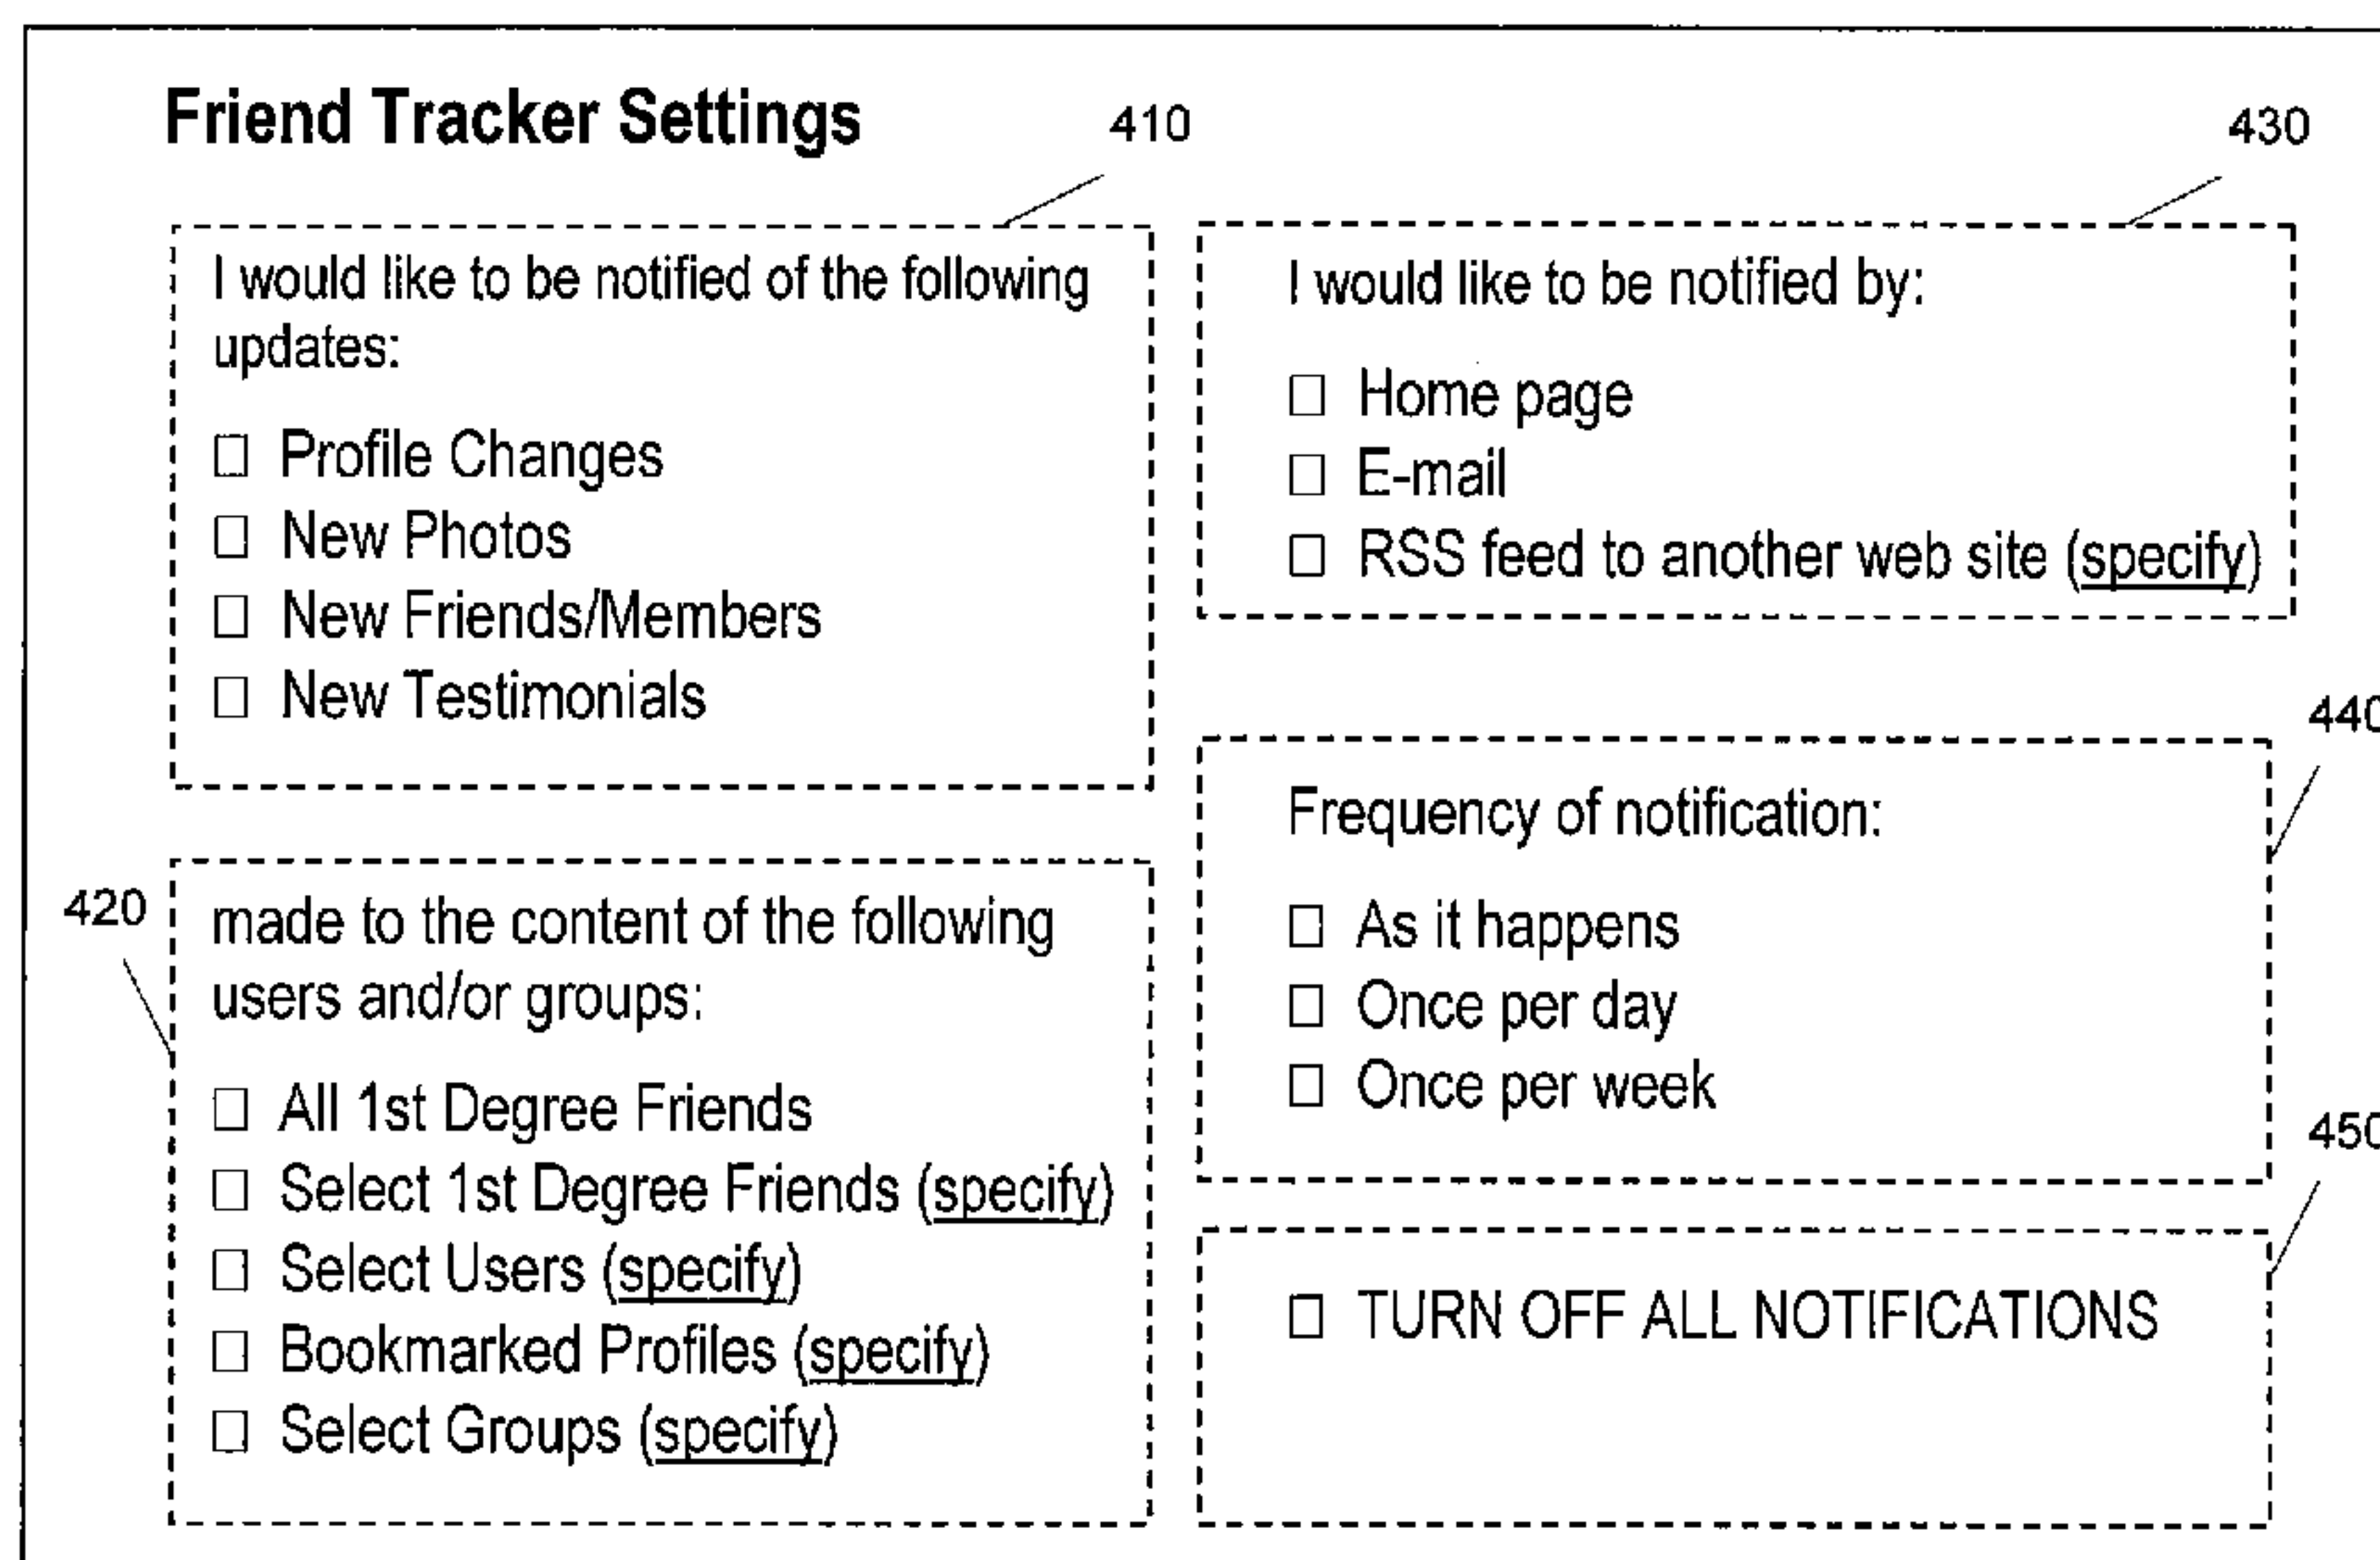 Friend Tracker Settings
410
I would like to be notified of the following
updates:
Profile Changes
New Photos
New Friends/Members
New Testimonials
420
made to the content of the following
users and/or groups:
All 1st Degree Friends
Select 1st Degree Friends (specify)
Select Users (specify)
Bookmarked Profiles (specify)
Select Groups (specify)
430
I would like to be notified by:
Home page
E-mail
RSS feed to another web site (specify)
440
Frequency of notification:
As it happens
Once per day
Once per week
450
TURN OFF ALL NOTIFICATIONS